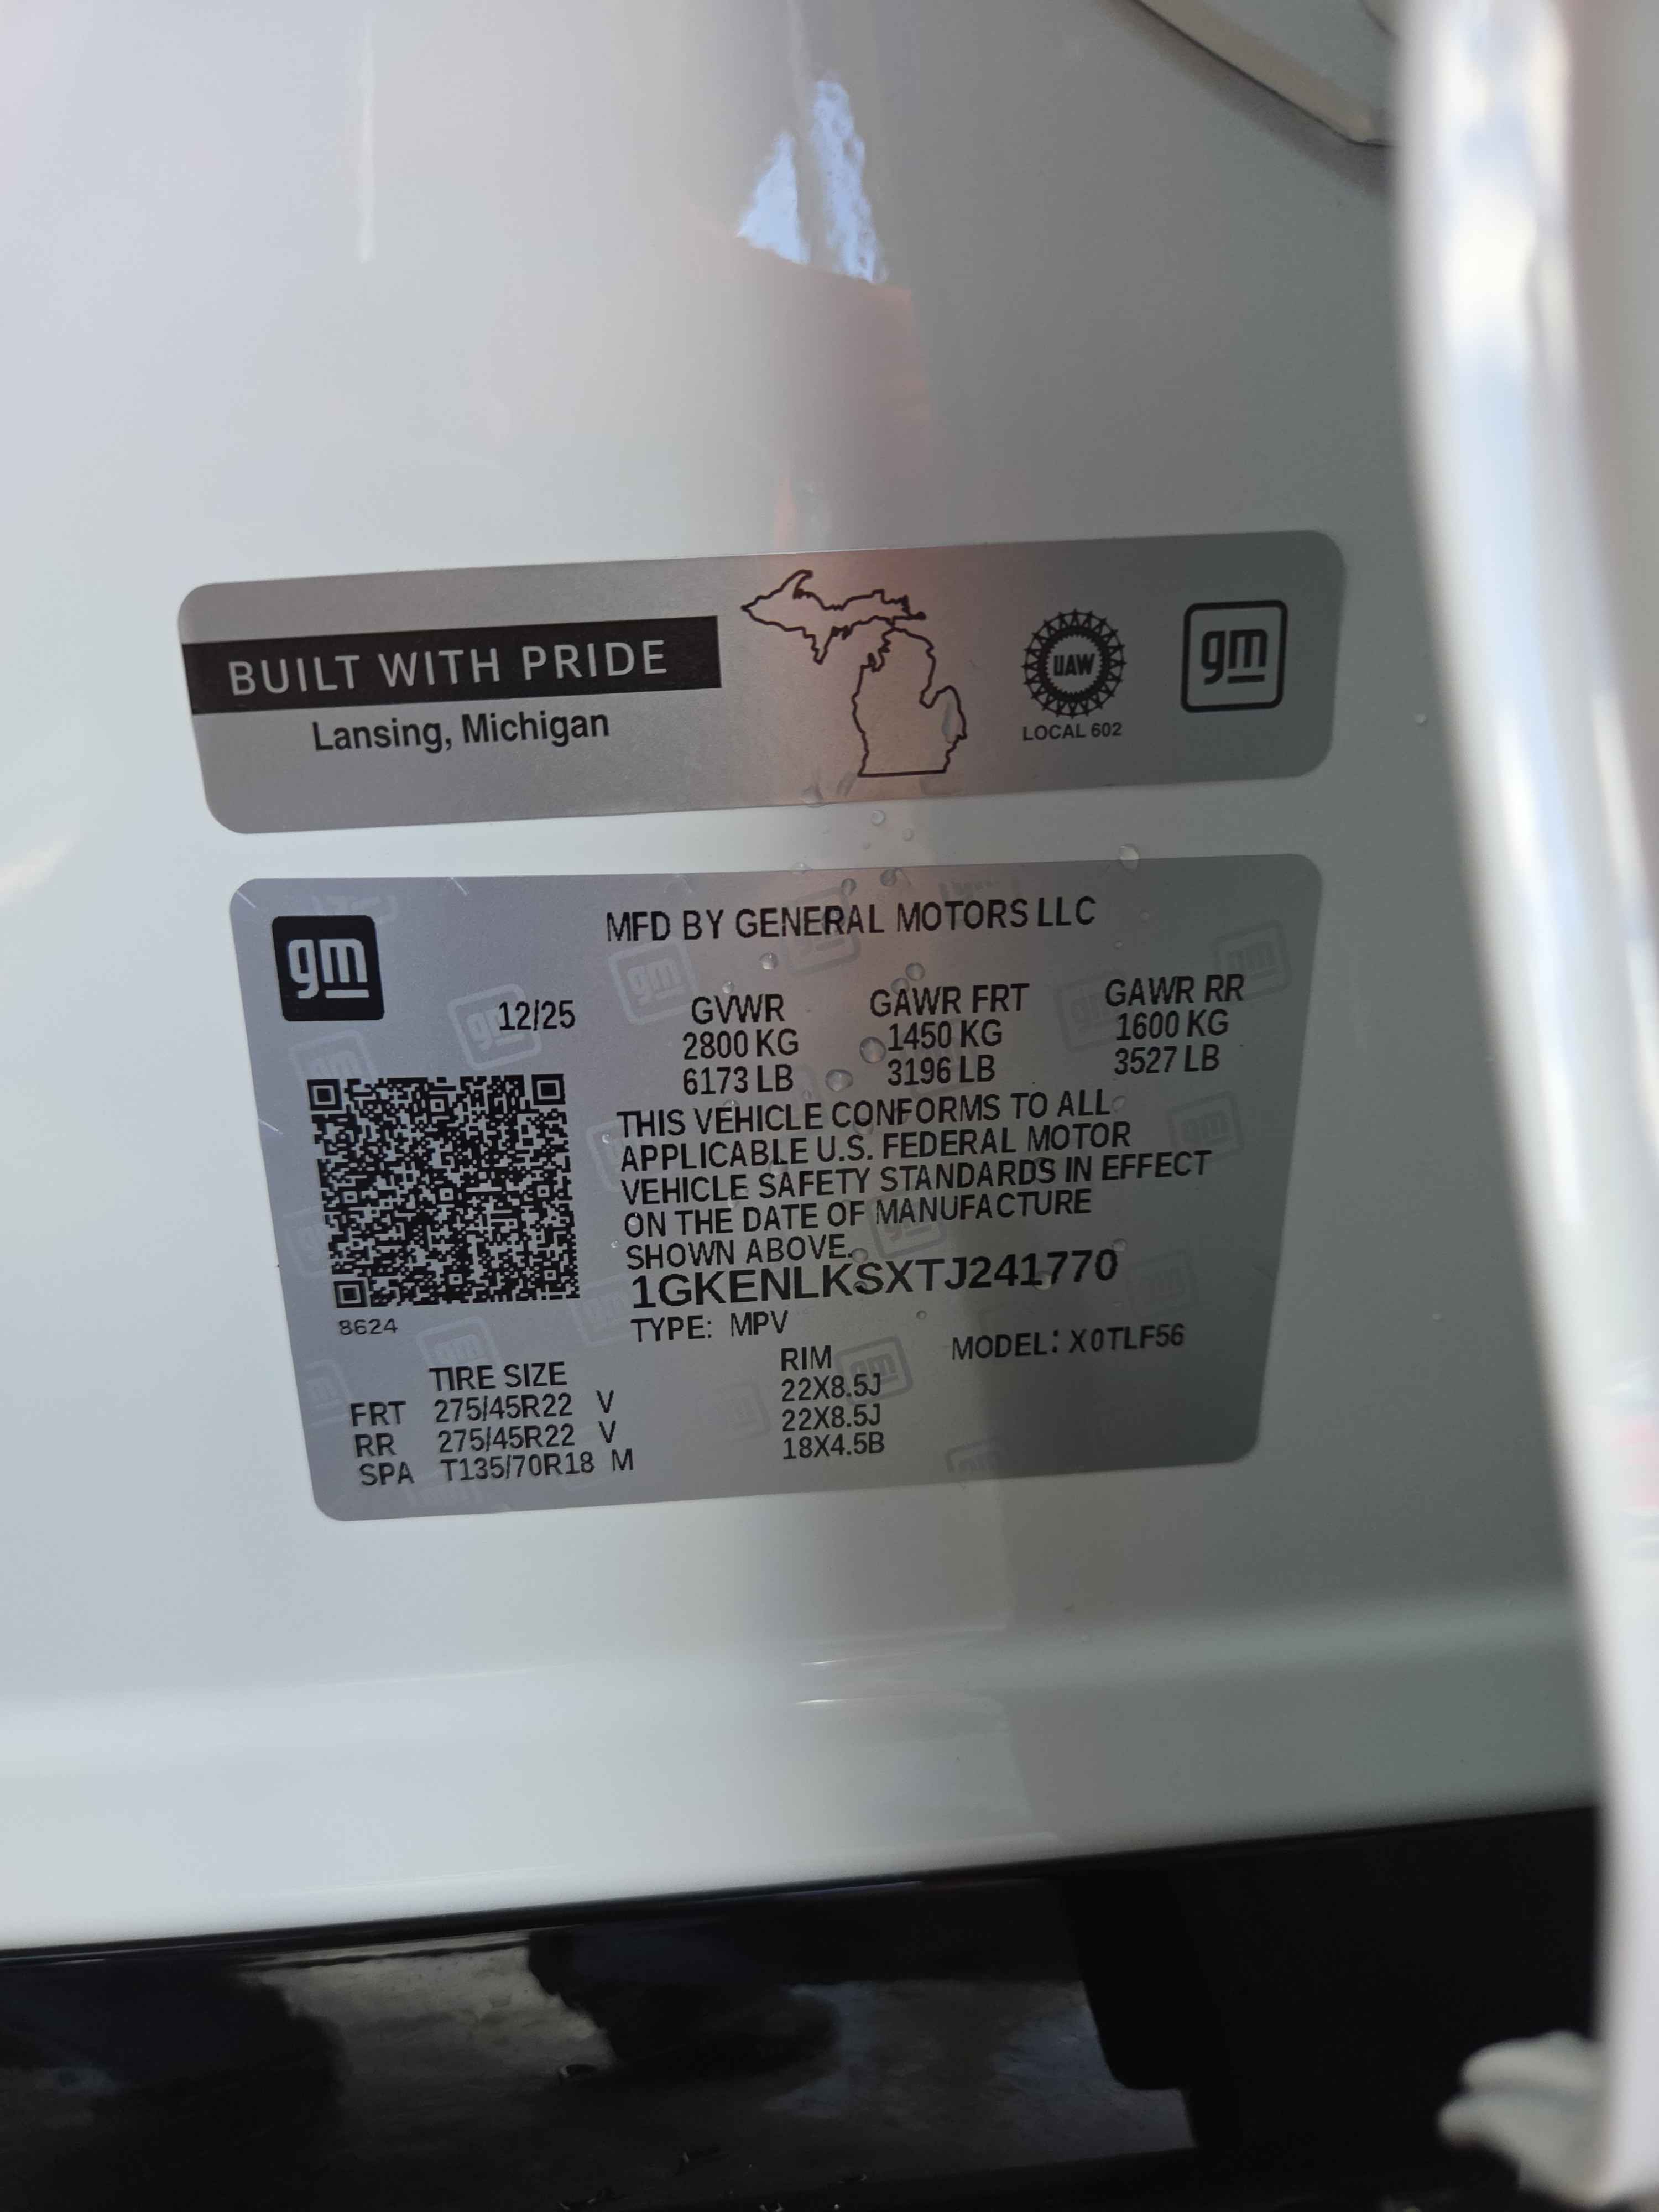 BUILT WITH PRIDE
Lansing, Michigan
UAW
LOCAL 602
gm
gm
MFD BY GENERAL MOTORS LLC
12/25 GVWR GAWR FRT GAWR RR
2800 KG 1450 KG 1600 KG
6173 LB 3196 LB 3527 LB
THIS VEHICLE CONFORMS TO ALL
APPLICABLE U.S. FEDERAL MOTOR
VEHICLE SAFETY STANDARDS IN EFFECT
ON THE DATE OF MANUFACTURE
SHOWN ABOVE.
1GKENLKSXTJ241770
8624
TYPE: MPV
MODEL: X0TLF56
TIRE SIZE RIM
FRT 275/45R22 V 22X8.5J
RR 275/45R22 V 22X8.5J
SPA T135/70R18 M 18X4.5B